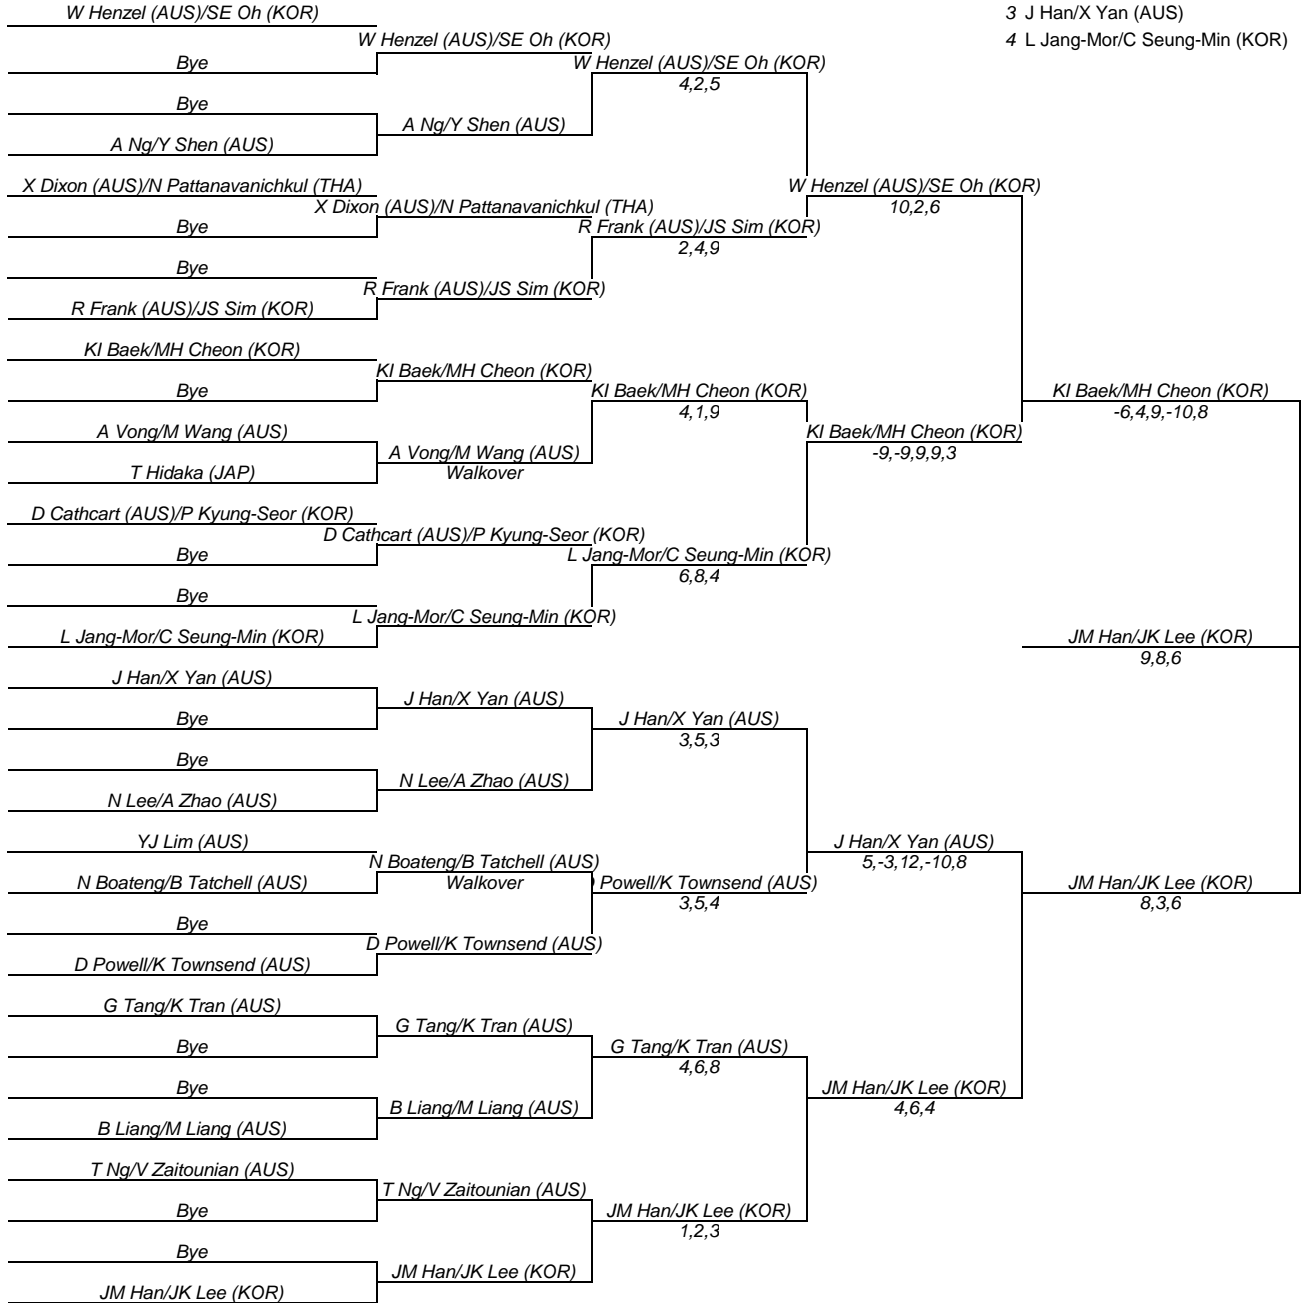 W Henzel (AUS)/SE Oh (KOR)
3 J Han/X Yan (AUS)
W Henzel (AUS)/SE Oh (KOR)
4 L Jang-Mor/C Seung-Min (KOR)
Bye
W Henzel (AUS)/SE Oh (KOR)
4,2,5
Bye
A Ng/Y Shen (AUS)
A Ng/Y Shen (AUS)
X Dixon (AUS)/N Pattanavanichkul (THA)
W Henzel (AUS)/SE Oh (KOR)
10,2,6
X Dixon (AUS)/N Pattanavanichkul (THA)
Bye
R Frank (AUS)/JS Sim (KOR)
2,4,9
Bye
R Frank (AUS)/JS Sim (KOR)
R Frank (AUS)/JS Sim (KOR)
KI Baek/MH Cheon (KOR)
KI Baek/MH Cheon (KOR)
Bye
KI Baek/MH Cheon (KOR)
4,1,9
KI Baek/MH Cheon (KOR)
-6,4,9,-10,8
A Vong/M Wang (AUS)
KI Baek/MH Cheon (KOR)
-9,-9,9,9,3
A Vong/M Wang (AUS)
Walkover
T Hidaka (JAP)
D Cathcart (AUS)/P Kyung-Seor (KOR)
D Cathcart (AUS)/P Kyung-Seor (KOR)
Bye
L Jang-Mor/C Seung-Min (KOR)
6,8,4
Bye
L Jang-Mor/C Seung-Min (KOR)
L Jang-Mor/C Seung-Min (KOR)
JM Han/JK Lee (KOR)
9,8,6
J Han/X Yan (AUS)
J Han/X Yan (AUS)
Bye
J Han/X Yan (AUS)
3,5,3
Bye
N Lee/A Zhao (AUS)
N Lee/A Zhao (AUS)
YJ Lim (AUS)
J Han/X Yan (AUS)
5,-3,12,-10,8
N Boateng/B Tatchell (AUS)
Walkover
N Boateng/B Tatchell (AUS)
Powell/K Townsend (AUS)
3,5,4
JM Han/JK Lee (KOR)
8,3,6
Bye
D Powell/K Townsend (AUS)
D Powell/K Townsend (AUS)
G Tang/K Tran (AUS)
G Tang/K Tran (AUS)
Bye
G Tang/K Tran (AUS)
4,6,8
Bye
JM Han/JK Lee (KOR)
4,6,4
B Liang/M Liang (AUS)
B Liang/M Liang (AUS)
T Ng/V Zaitounian (AUS)
T Ng/V Zaitounian (AUS)
Bye
JM Han/JK Lee (KOR)
1,2,3
Bye
JM Han/JK Lee (KOR)
JM Han/JK Lee (KOR)